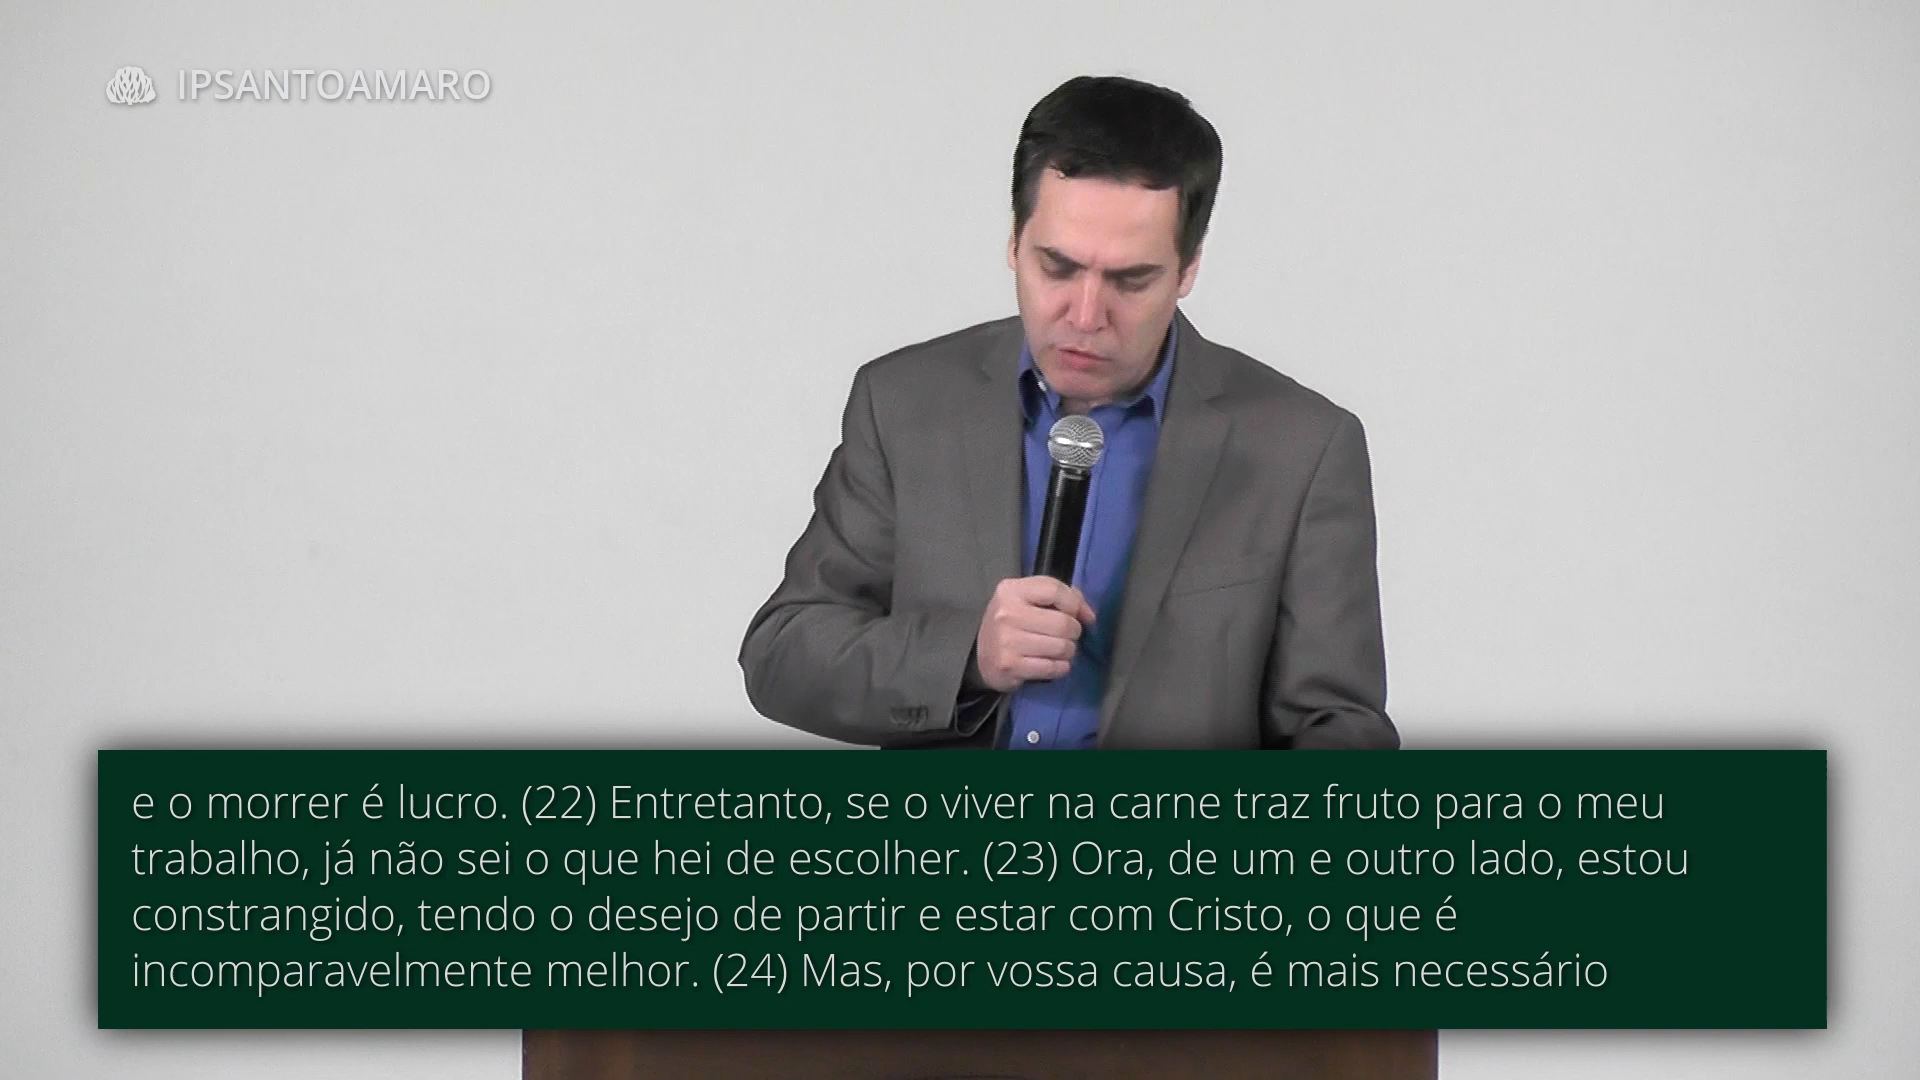 IPSANTOAMARO
e o morrer é lucro. (22) Entretanto, se o viver na carne traz fruto para o meu
trabalho, já não sei o que hei de escolher. (23) Ora, de um e outro lado, estou
constrangido, tendo o desejo de partir e estar com Cristo, o que é
incomparavelmente melhor. (24) Mas, por vossa causa, é mais necessário